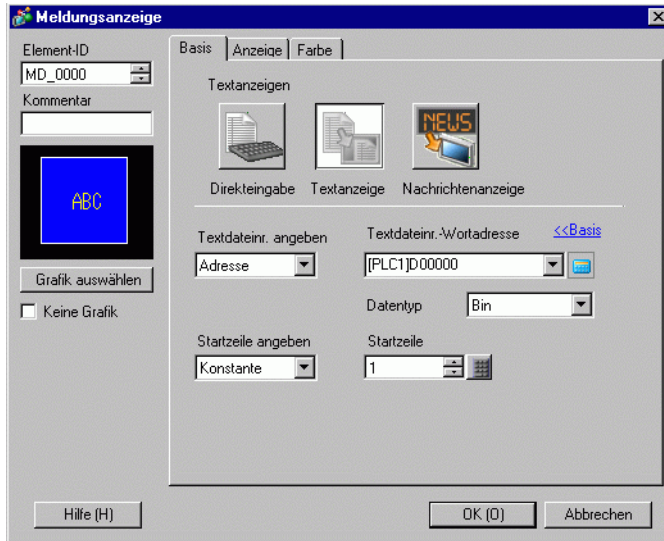 Meldungsanzeige
Element-ID
MD_0000
Kommentar
ABC
Grafik auswählen
Keine Grafik
Basis Anzeige Farbe
Textanzeigen
NEWS
Direkteingabe Textanzeige Nachrichtenanzeige
Textdateinr. angeben Textdateinr.-Wortadresse <<Basis
Adresse [PLC1]D00000
Datentyp Bin
Startzeile angeben Startzeile
Konstante 1
Hilfe (H) OK (O) Abbrechen